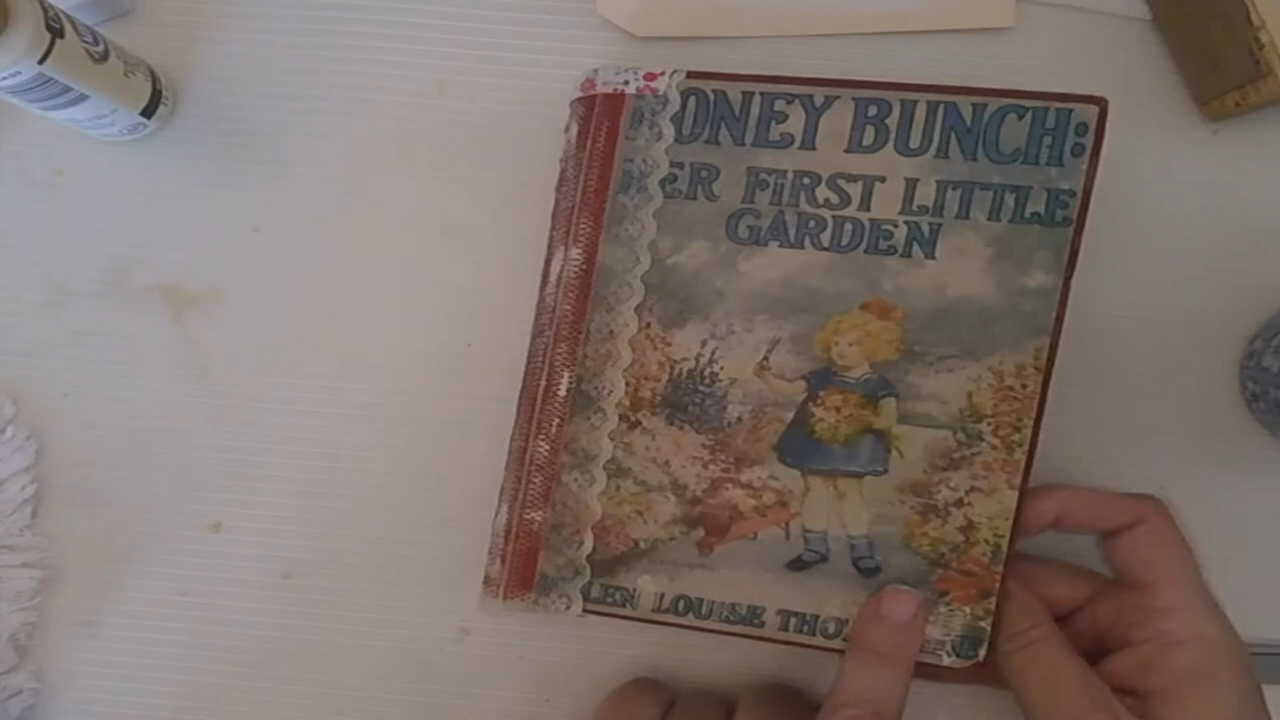 ONEY BUNCH:
ER FIRST LITTLE
GARDEN
LEN LOUISE THO